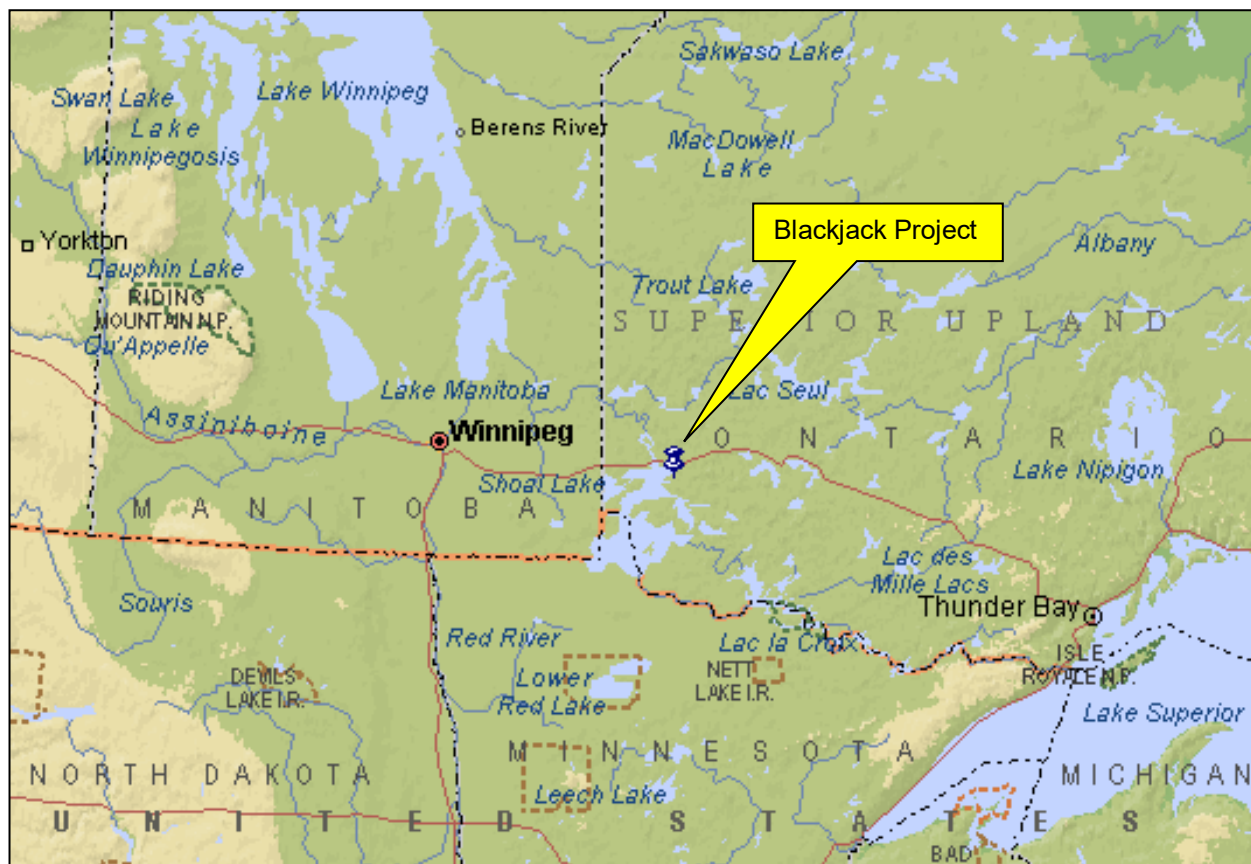 Sakwaso Lake
Swan Lake
Lake Winnipeg
Lake
Winnipegosis
Berens River
MacDowell
Lake
Blackjack Project
Yorkton
Albany
Dauphin Lake
RIDING
MOUNTAIN N.P.
Trout Lake
SUPERIOR UPLAND
Qu'Appelle
Lake Manitoba
Lac Seul
Assiniboine
Winnipeg
ONTARIO
Lake Nipigon
Shoal Lake
MANITOBA
Lac des
Mille Lacs
Souris
Thunder Bay
Red River
Lac la Croix
ISLE
ROYALE N.P.
DEVILS
LAKE I.R.
Lower
Red Lake
NETT
LAKE I.R.
Lake Superior
MINNESOTA
NORTH DAKOTA
MICHIGAN
Leech Lake
UNITED STATES
BAD